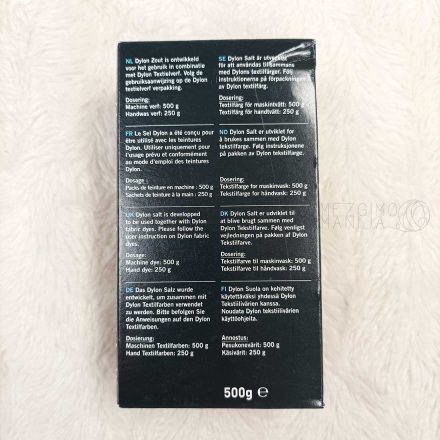 NL Dylon Zout is ontwikkeld
voor het gebruik in combinatie
met Dylon Textielverf. Volg de
gebruiksaanwijzing op de Dylon
textielverf verpakking.
Dosering:
Machine verf: 500 g
Handwas verf: 250 g
FR Le Sel Dylon a été conçu pour
être utilisé avec les teintures
Dylon. Utiliser uniquement pour
l'usage prévu et conformément
au mode d'emploi des teintures
Dylon.
Dosage
Packs de teinture en machine : 500 g
Sachets de teinture à la main : 250 g
UK Dylon salt is developped
to be used together with Dylon
fabric dyes. Please follow the
user instruction on Dylon fabric
dyes.
Dosage:
Machine dye: 500 g
Hand dye: 250 g
DE Das Dylon Salz wurde
entwickelt, um zusammen mit
Dylon Textilfarben verwendet
zu werden. Bitte befolgen Sie
die Anweisungen auf den Dylon
Textilfarben.
Dosierung:
Maschinen Textilfarben: 500 g
Hand Textilfarben: 250 g
SE Dylon Salt är utvecklat
för att användas tillsammans
med Dylons textilfärger. Följ
instruktionerna på förpackningen
av Dylon textilfärg.
Dosering:
Textilfärg för maskintvätt: 500 g
Textilfärg för handtvätt: 250 g
NO Dylon Salt er utviklet for
å brukes sammen med Dylon
tekstilfarge. Følg instruksjonene
på pakken av Dylon tekstilfarge.
Dosering:
Tekstilfarge for maskinvask: 500 g
Tekstilfarge for håndvask: 250 g
DK Dylon Salt er udviklet til
at blive brugt sammen med
Dylon Tekstilfarve. Følg venligst
vejledningen på pakken af Dylon
Tekstilfarve.
Dosering:
Tekstilfarve til maskinvask: 500 g
Tekstilfarve til håndvask: 250 g
FI Dylon Suola on kehitetty
käytettäväksi yhdessä Dylon
Tekstiilivärien kanssa.
Noudata Dylon tekstiilivärien
käyttöohjeita.
Annostus:
Pesukonevärit: 500 g
Käsivärit: 250 g
500g e